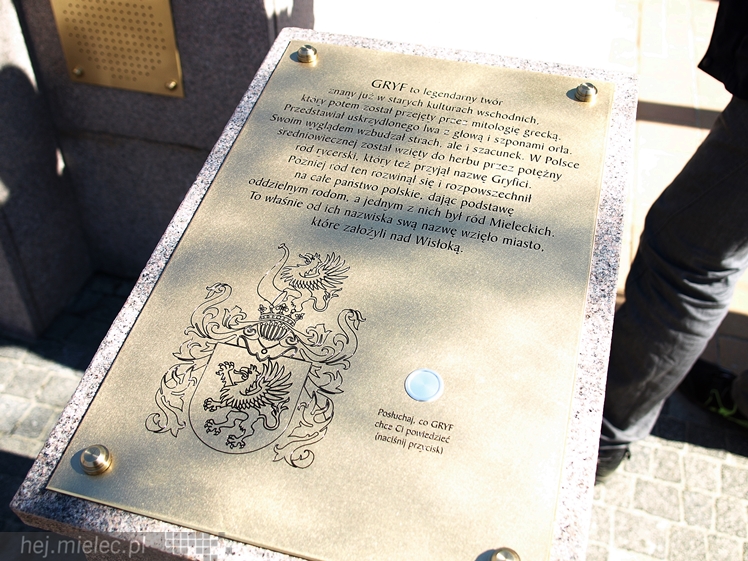 GRYF to legendarny twór
znany już w starych kulturach wschodnich,
ktory potem został przejęty przez mitologię grecką.
Przedstawiał uskrzydlonego lwa z głową i szponami orła.
Swoim wyglądem wzbudzał strach, ale i szacunek. W Polsce
średniowiecznej został wzięty do herbu przez potężny
ród rycerski, który też przyjął nazwę Gryfici.
Pozniej ród ten rozwinął się i rozpowszechnił
na całe państwo polskie, dając podstawę
oddzielnym rodom, a jednym z nich był ród Mieleckich.
To właśnie od ich nazwiska swą nazwę wzięło miasto,
które założyli nad Wisłoką.
Posłuchaj, co GRYF
chce Ci powiedzieć
(naciśnij przycisk)
hej.mielec.pl